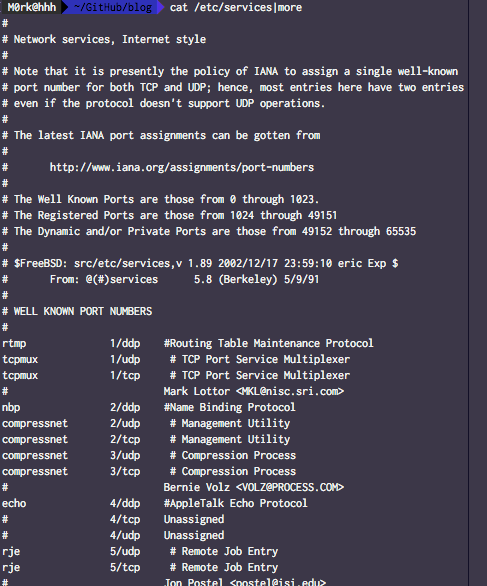 M0rk@hhh ~/GitHub/blog cat /etc/services|more
#
# Network services, Internet style
#
# Note that it is presently the policy of IANA to assign a single well-known
# port number for both TCP and UDP; hence, most entries here have two entries
# even if the protocol doesn't support UDP operations.
#
# The latest IANA port assignments can be gotten from
#
#       http://www.iana.org/assignments/port-numbers
#
# The Well Known Ports are those from 0 through 1023.
# The Registered Ports are those from 1024 through 49151
# The Dynamic and/or Private Ports are those from 49152 through 65535
#
# $FreeBSD: src/etc/services,v 1.89 2002/12/17 23:59:10 eric Exp $
#       From: @(#)services      5.8 (Berkeley) 5/9/91
#
# WELL KNOWN PORT NUMBERS
#
rtmp              1/ddp    #Routing Table Maintenance Protocol
tcpmux            1/udp     # TCP Port Service Multiplexer
tcpmux            1/tcp     # TCP Port Service Multiplexer
#                          Mark Lottor <MKL@nisc.sri.com>
nbp               2/ddp    #Name Binding Protocol
compressnet       2/udp     # Management Utility
compressnet       2/tcp     # Management Utility
compressnet       3/udp     # Compression Process
compressnet       3/tcp     # Compression Process
#                          Bernie Volz <VOLZ@PROCESS.COM>
echo              4/ddp    #AppleTalk Echo Protocol
#                 4/tcp    Unassigned
#                 4/udp    Unassigned
rje               5/udp     # Remote Job Entry
rje               5/tcp     # Remote Job Entry
#                          Jon Postel <postel@isi.edu>